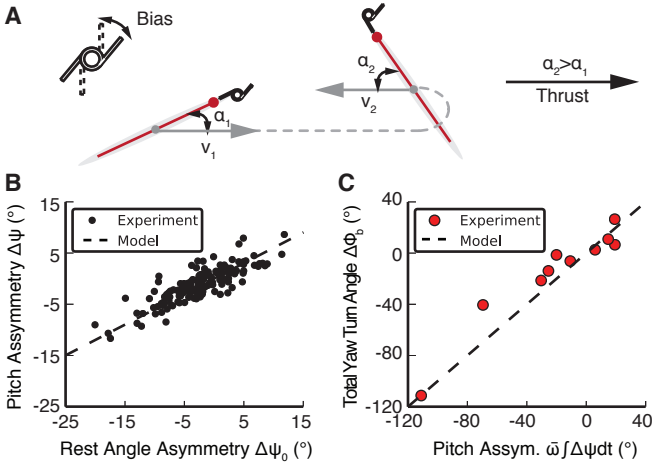 A
Bias
α₁
v₁
α₂
v₂
α₂>α₁
Thrust
B
Pitch Assymmetry Δψ (°)
15
5
-5
-15
-25
Experiment
Model
-25
-15
-5
5
15
Rest Angle Asymmetry Δψ₀ (°)
C
Total Yaw Turn Angle ΔΦb (°)
40
0
-40
-80
-120
Experiment
Model
-120
-80
-40
0
40
Pitch Assym. ω̄∫Δψdt (°)